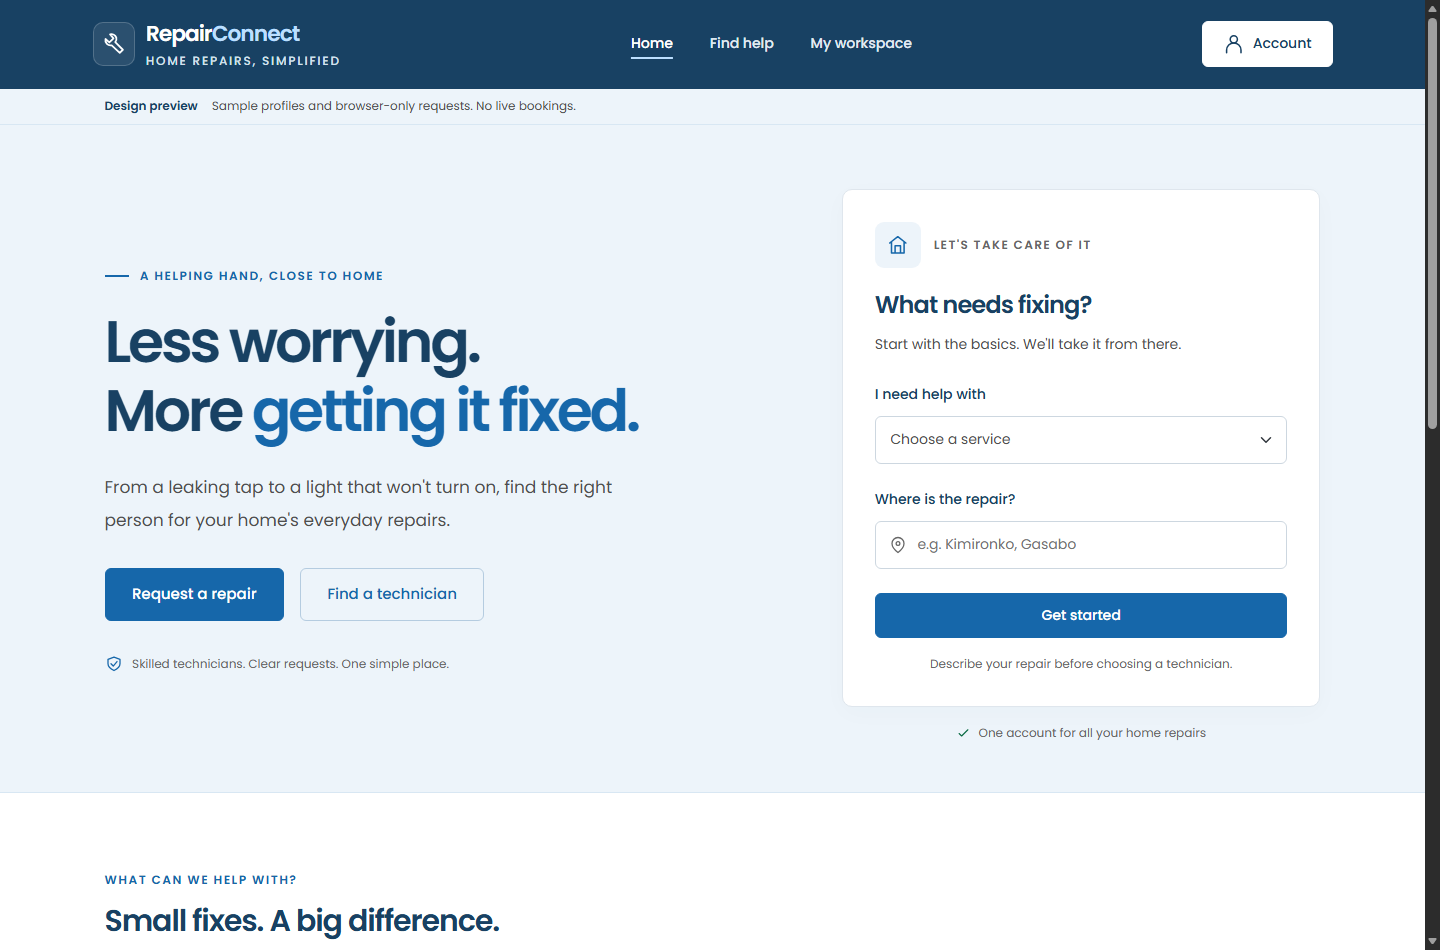 RepairConnect
HOME REPAIRS, SIMPLIFIED
Home
Find help
My workspace
Account
Design preview
Sample profiles and browser-only requests. No live bookings.
A HELPING HAND, CLOSE TO HOME
Less worrying.
More getting it fixed.
From a leaking tap to a light that won't turn on, find the right
person for your home's everyday repairs.
Request a repair
Find a technician
Skilled technicians. Clear requests. One simple place.
LET'S TAKE CARE OF IT
What needs fixing?
Start with the basics. We'll take it from there.
I need help with
Choose a service
Where is the repair?
e.g. Kimironko, Gasabo
Get started
Describe your repair before choosing a technician.
One account for all your home repairs
WHAT CAN WE HELP WITH?
Small fixes. A big difference.